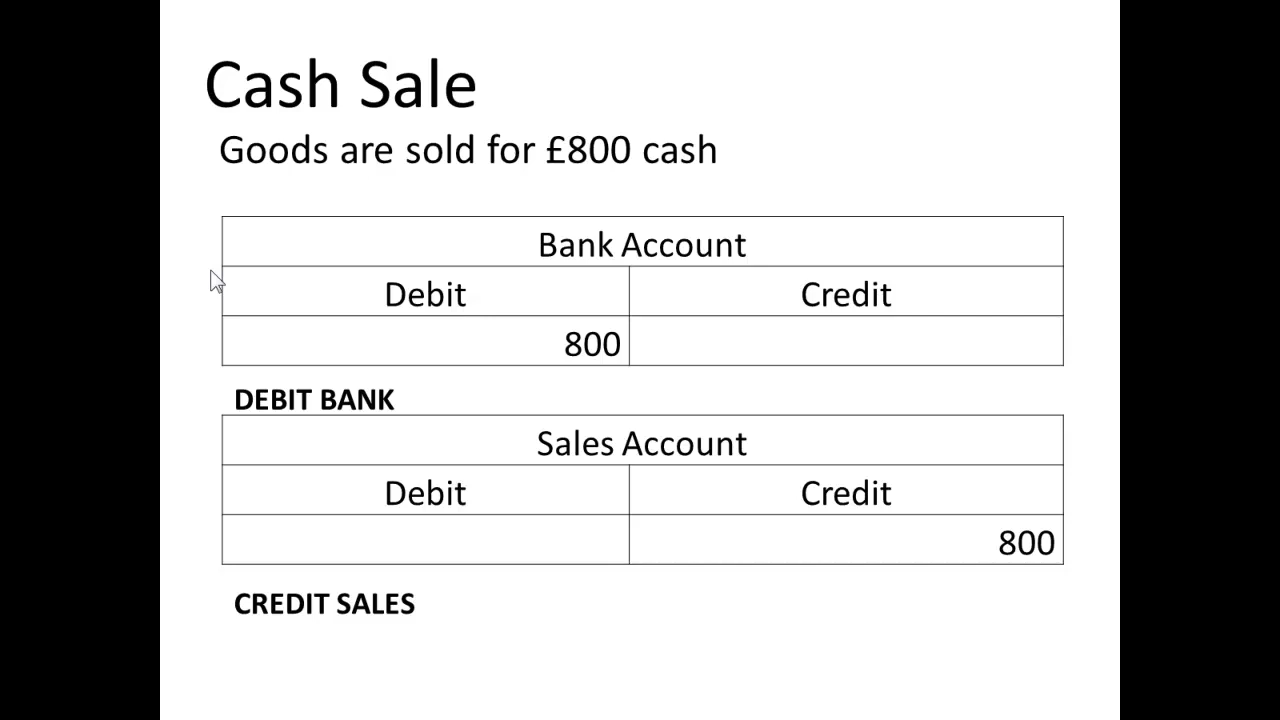 Cash Sale
Goods are sold for £800 cash
Bank Account
Debit Credit
800
DEBIT BANK
Sales Account
Debit Credit
800
CREDIT SALES